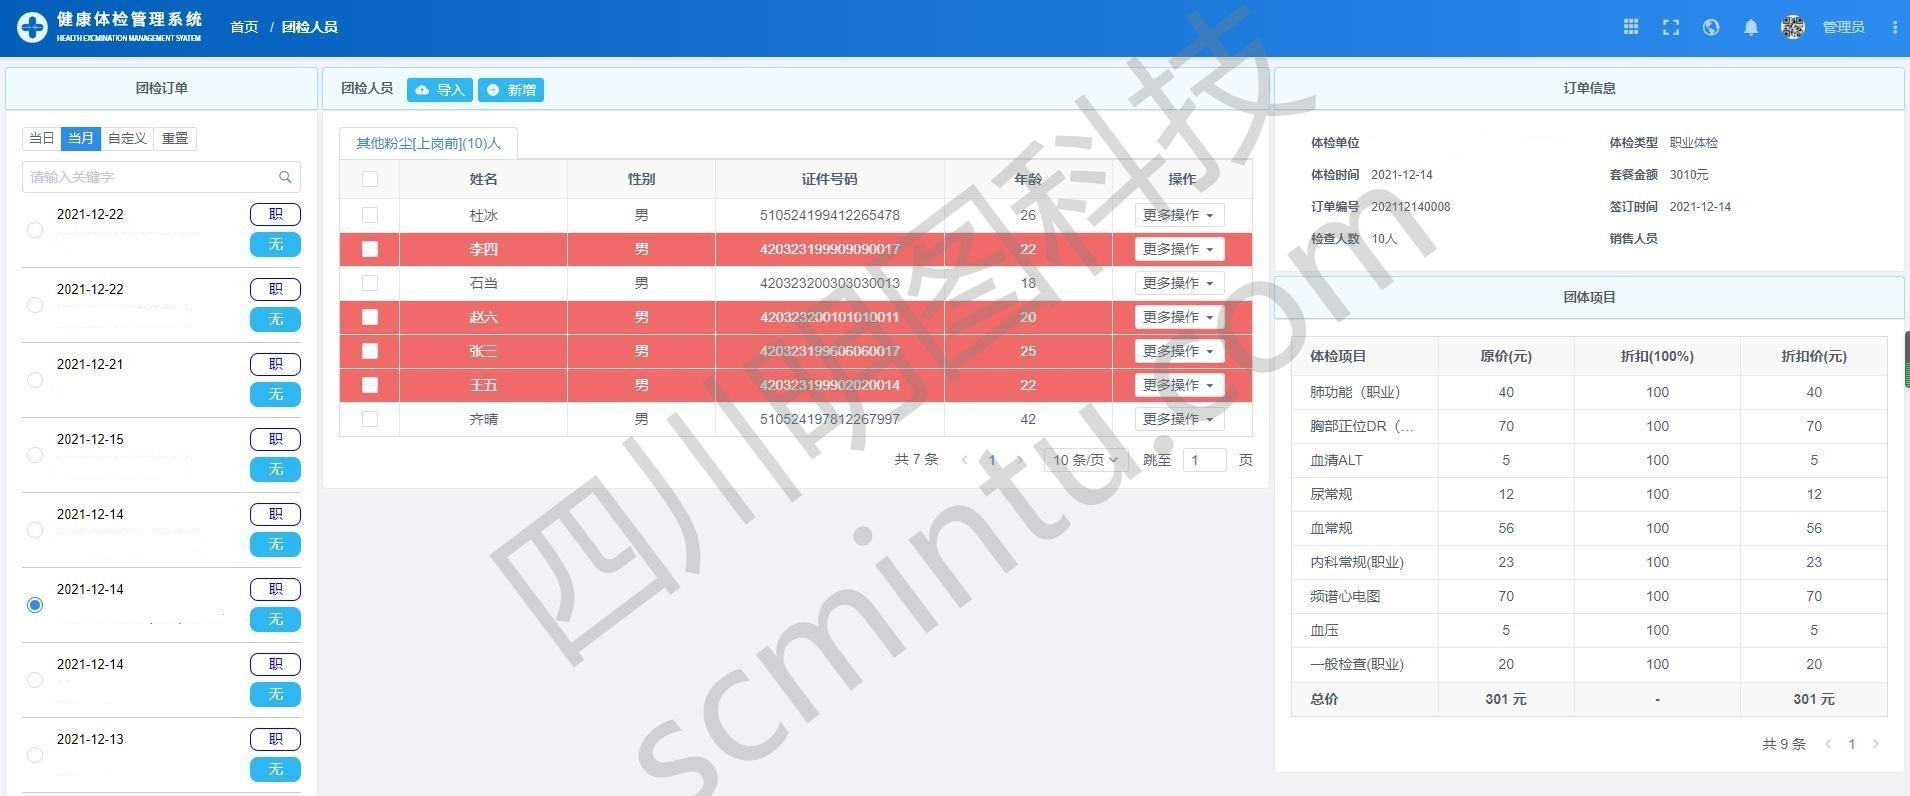 健康体检管理系统
HEALTH EXCMINATION MANAGEMENT SYATEM
首页 / 团检人员
管理员
团检订单
当日 当月 自定义 重置
请输入关键字
2021-12-22 职
无
2021-12-22 职
无
2021-12-21 职
无
2021-12-15 职
无
2021-12-14 职
无
2021-12-14 职
无
2021-12-14 职
无
2021-12-13 职
无
团检人员 导入 新增
其他粉尘[上岗前](10)人
姓名 性别 证件号码 年龄 操作
杜冰 男 510524199412265478 26 更多操作
李四 男 420323199909090017 22 更多操作
石当 男 420323200303030013 18 更多操作
赵六 男 420323200101010011 20 更多操作
张三 男 420323199606060017 25 更多操作
王五 男 420323199902020014 22 更多操作
齐晴 男 510524197812267997 42 更多操作
共 7 条 < 1 > 10 条/页 跳至 1 页
订单信息
体检单位 体检类型 职业体检
体检时间 2021-12-14 套餐金额 3010元
订单编号 202112140008 签订时间 2021-12-14
检查人数 10人 销售人员
团体项目
体检项目 原价(元) 折扣(100%) 折扣价(元)
肺功能（职业） 40 100 40
胸部正位DR（... 70 100 70
血清ALT 5 100 5
尿常规 12 100 12
血常规 56 100 56
内科常规(职业) 23 100 23
频谱心电图 70 100 70
血压 5 100 5
一般检查(职业) 20 100 20
总价 301 元 - 301 元
共 9 条 < 1 >
四川明图科技
scmintu.com